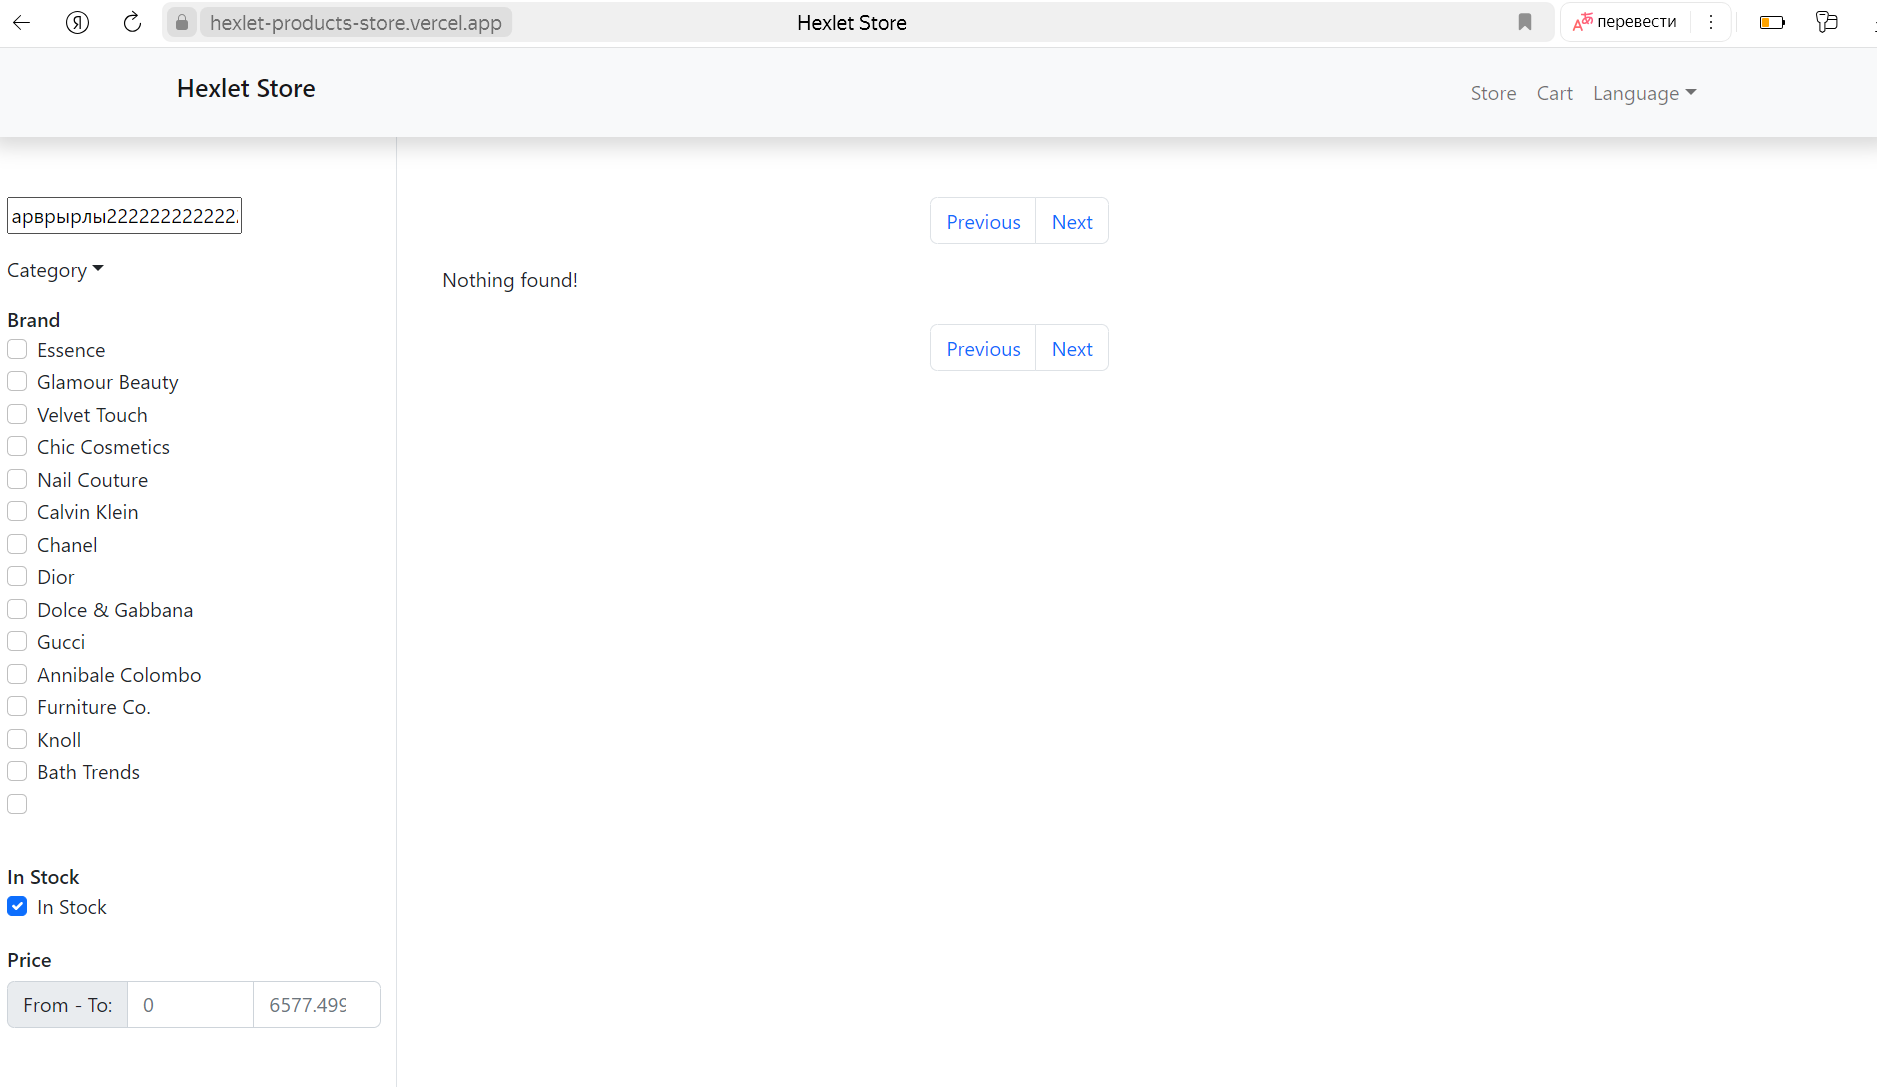 hexlet-products-store.vercel.app
Hexlet Store
перевести
Hexlet Store
Store
Cart
Language
арврырлы222222222222
Previous
Next
Category
Nothing found!
Brand
Previous
Next
Essence
Glamour Beauty
Velvet Touch
Chic Cosmetics
Nail Couture
Calvin Klein
Chanel
Dior
Dolce & Gabbana
Gucci
Annibale Colombo
Furniture Co.
Knoll
Bath Trends
In Stock
In Stock
Price
From - To:
0
6577.499